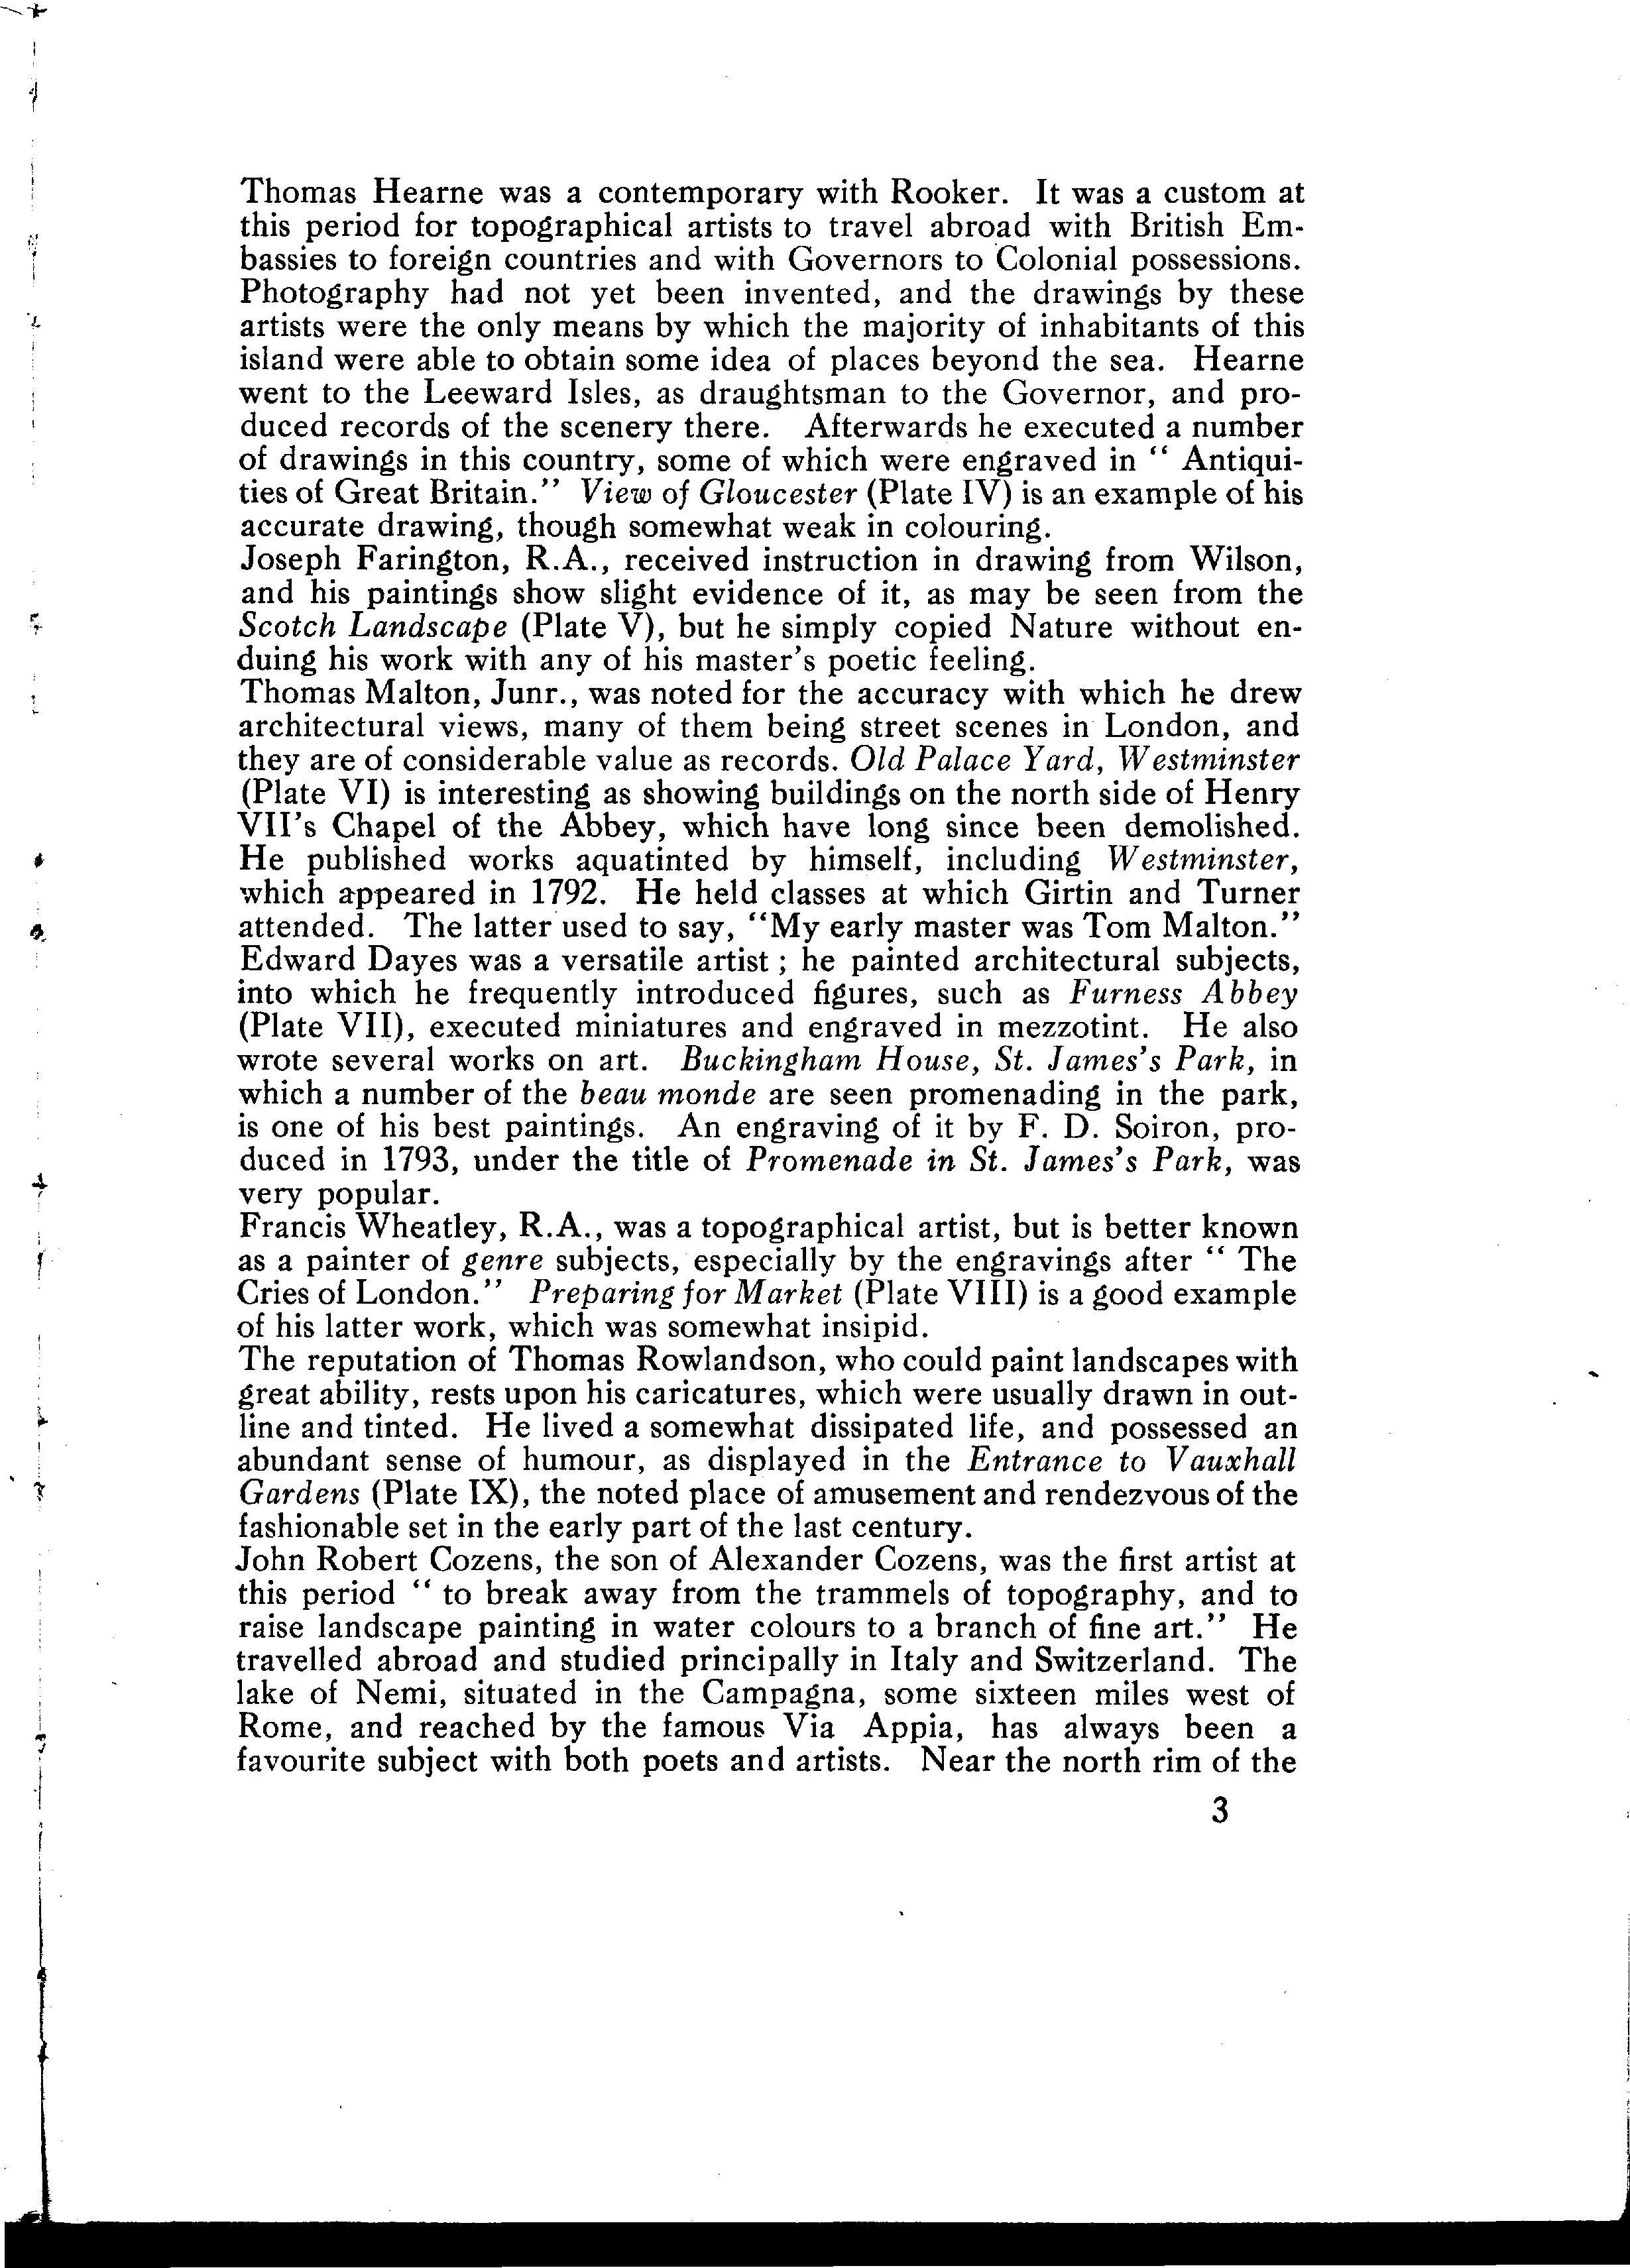 Thomas Hearne was a contemporary with Rooker. It was a custom at
this period for topographical artists to travel abroad with British Em-
bassies to foreign countries and with Governors to Colonial possessions.
Photography had not yet been invented, and the drawings by these
artists were the only means by which the majority of inhabitants of this
island were able to obtain some idea of places beyond the sea. Hearne
went to the Leeward Isles, as draughtsman to the Governor, and pro-
duced records of the scenery there. Afterwards he executed a number
of drawings in this country, some of which were engraved in “ Antiqui-
ties of Great Britain.” View of Gloucester (Plate IV) is an example of his
accurate drawing, though somewhat weak in colouring.
Joseph Farington, R.A., received instruction in drawing from Wilson,
and his paintings show slight evidence of it, as may be seen from the
Scotch Landscape (Plate V), but he simply copied Nature without en-
duing his work with any of his master's poetic feeling.
Thomas Malton, Junr., was noted for the accuracy with which he drew
architectural views, many of them being street scenes in London, and
they are of considerable value as records. Old Palace Yard, Westminster
(Plate VI) is interesting as showing buildings on the north side of Henry
VII's Chapel of the Abbey, which have long since been demolished.
He published works aquatinted by himself, including Westminster,
which appeared in 1792. He held classes at which Girtin and Turner
attended. The latter used to say, “My early master was Tom Malton.”
Edward Dayes was a versatile artist ; he painted architectural subjects,
into which he frequently introduced figures, such as Furness Abbey
(Plate VII), executed miniatures and engraved in mezzotint. He also
wrote several works on art. Buckingham House, St. James's Park, in
which a number of the beau monde are seen promenading in the park,
is one of his best paintings. An engraving of it by F. D. Soiron, pro-
duced in 1793, under the title of Promenade in St. James's Park, was
very popular.
Francis Wheatley, R.A., was a topographical artist, but is better known
as a painter of genre subjects, especially by the engravings after “ The
Cries of London.” Preparing for Market (Plate VIII) is a good example
of his latter work, which was somewhat insipid.
The reputation of Thomas Rowlandson, who could paint landscapes with
great ability, rests upon his caricatures, which were usually drawn in out-
line and tinted. He lived a somewhat dissipated life, and possessed an
abundant sense of humour, as displayed in the Entrance to Vauxhall
Gardens (Plate IX), the noted place of amusement and rendezvous of the
fashionable set in the early part of the last century.
John Robert Cozens, the son of Alexander Cozens, was the first artist at
this period “ to break away from the trammels of topography, and to
raise landscape painting in water colours to a branch of fine art.” He
travelled abroad and studied principally in Italy and Switzerland. The
lake of Nemi, situated in the Campagna, some sixteen miles west of
Rome, and reached by the famous Via Appia, has always been a
favourite subject with both poets and artists. Near the north rim of the
3